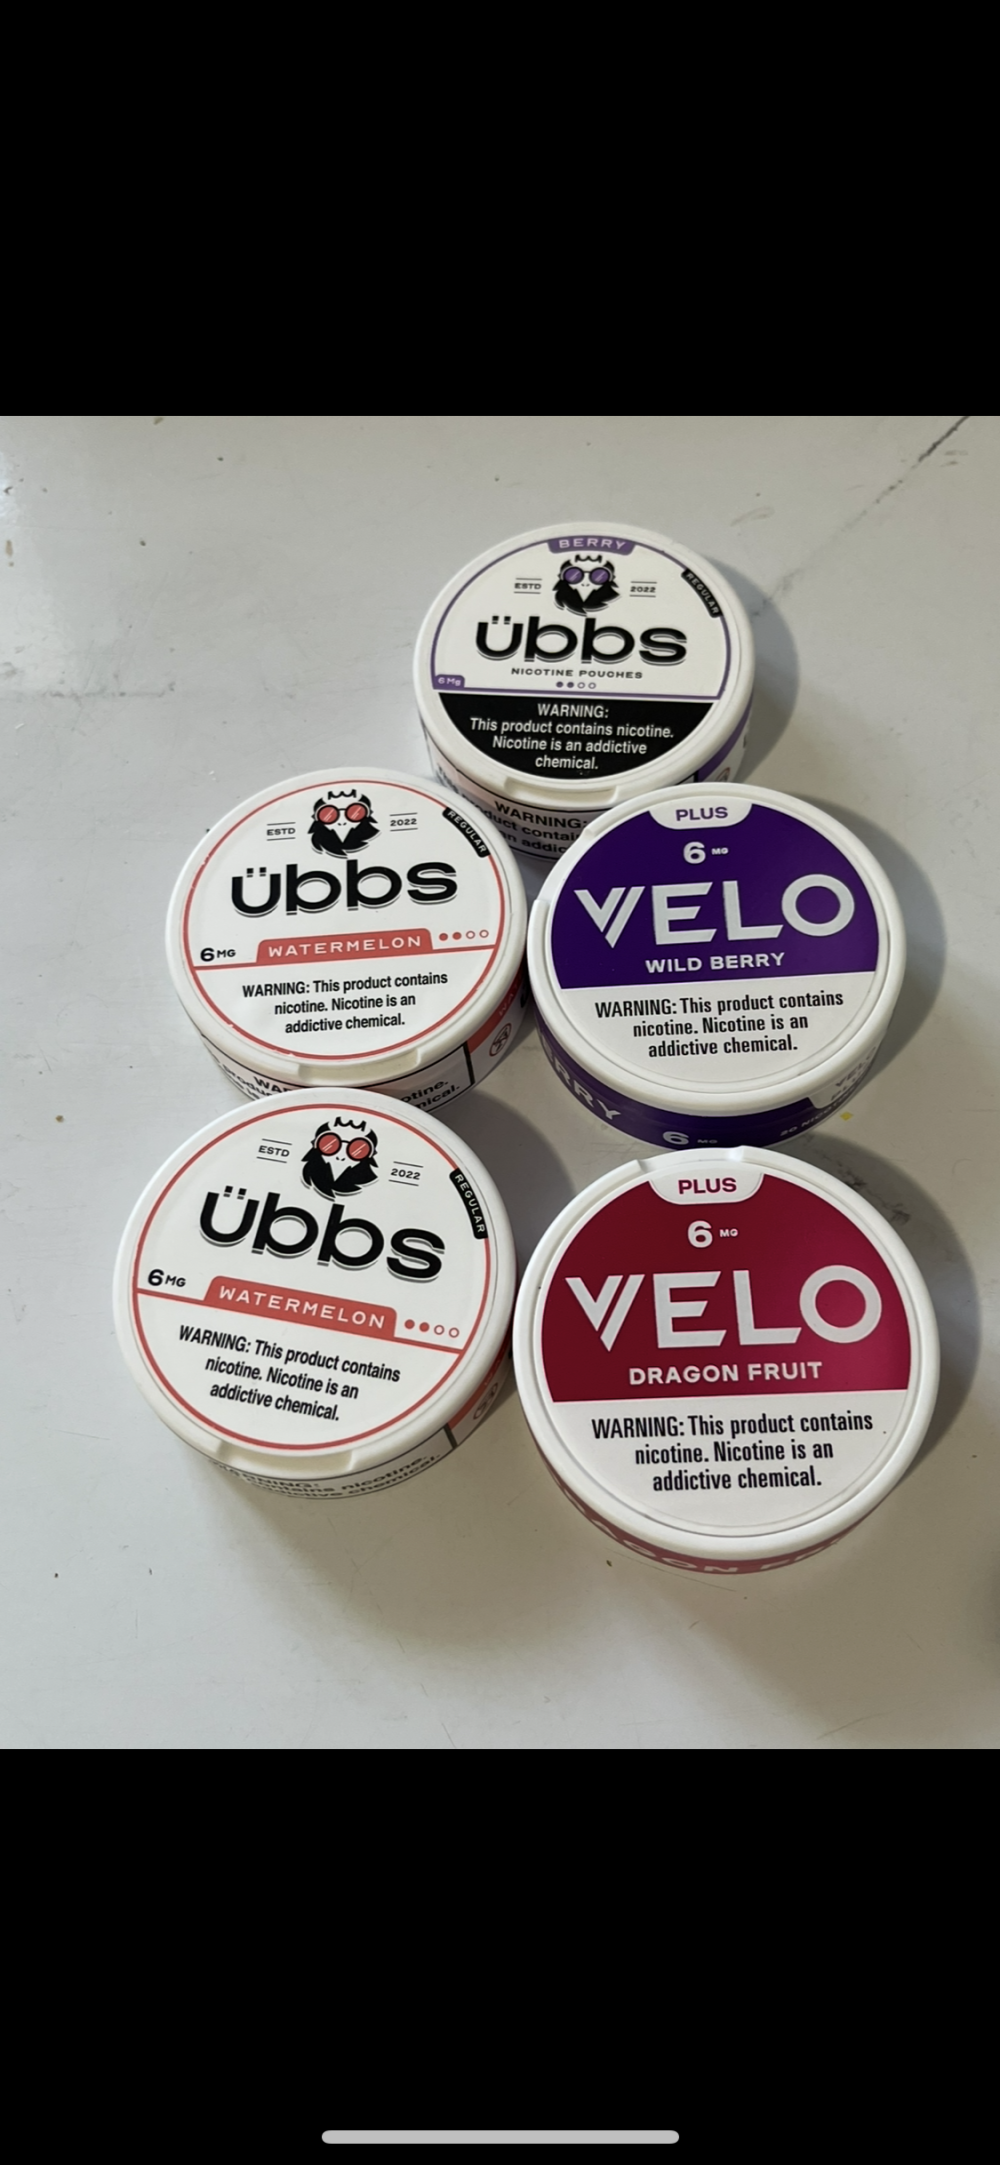 BERRY
ESTD 2022
REGULAR
übbs
NICOTINE POUCHES
6 Mg
WARNING:
This product contains nicotine.
Nicotine is an addictive
chemical.
WARNING:
ESTD 2022
REGULAR
übbs
6 MG WATERMELON
WARNING: This product contains
nicotine. Nicotine is an
addictive chemical.
PLUS
6 MG
VELO
WILD BERRY
WARNING: This product contains
nicotine. Nicotine is an
addictive chemical.
6 MG
ESTD 2022
REGULAR
übbs
6 MG WATERMELON
WARNING: This product contains
nicotine. Nicotine is an
addictive chemical.
PLUS
6 MG
VELO
DRAGON FRUIT
WARNING: This product contains
nicotine. Nicotine is an
addictive chemical.